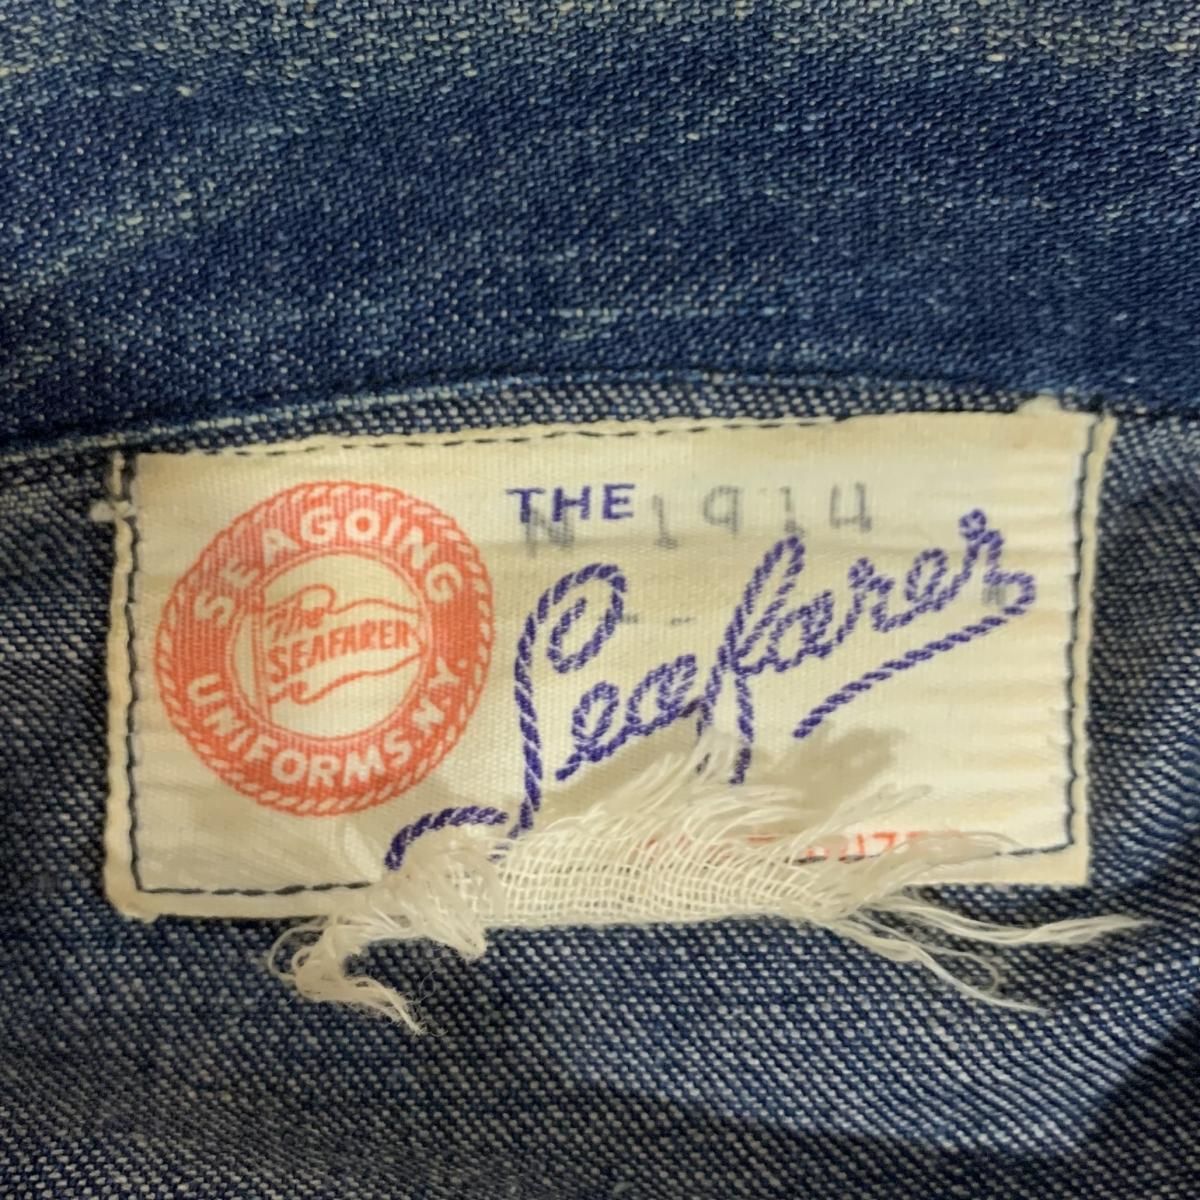 SEAGOING
The
SEAFARER
UNIFORMS.N.Y.
THE
N 1914
Seafarer